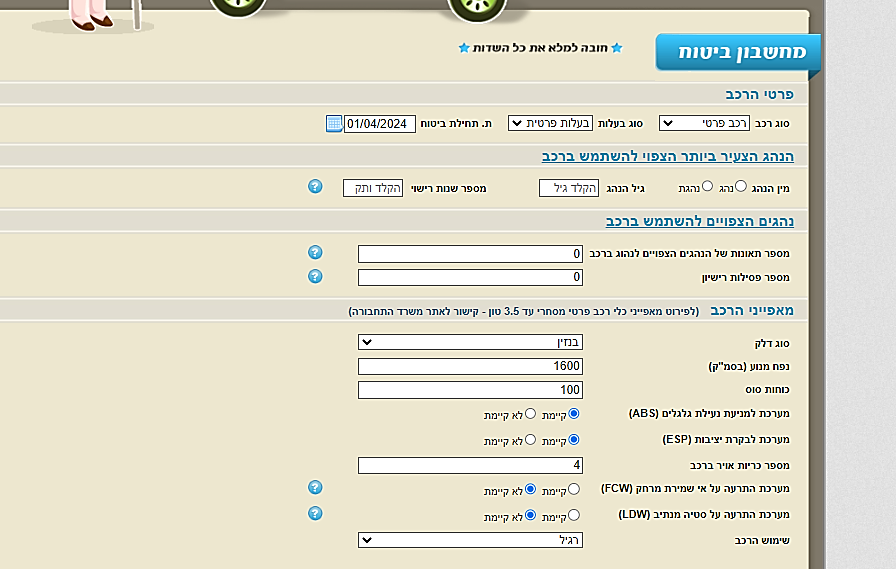 מחשבון ביטוח
חובה למלא את כל השדות
פרטי הרכב
סוג רכב רכב פרטי סוג בעלות בעלות פרטית ת. תחילת ביטוח 01/04/2024
הנהג הצעיר ביותר הצפוי להשתמש ברכב
מין הנהג נהג נהגת גיל הנהג הקלד גיל מספר שנות רישוי הקלד ותק ?
נהגים הצפויים להשתמש ברכב
מספר תאונות של הנהגים הצפויים לנהוג ברכב 0 ?
מספר פסילות רישיון 0 ?
מאפייני הרכב (לפירוט מאפייני כלי רכב פרטי מסחרי עד 3.5 טון - קישור לאתר משרד התחבורה)
סוג דלק בנזין
נפח מנוע (בסמ"ק) 1600
כוחות סוס 100
מערכת למניעת נעילת גלגלים (ABS) קיימת לא קיימת
מערכת לבקרת יציבות (ESP) קיימת לא קיימת
מספר כריות אויר ברכב 4
מערכת התרעה על אי שמירת מרחק (FCW) קיימת לא קיימת ?
מערכת התרעה על סטיה מנתיב (LDW) קיימת לא קיימת ?
שימוש הרכב רגיל